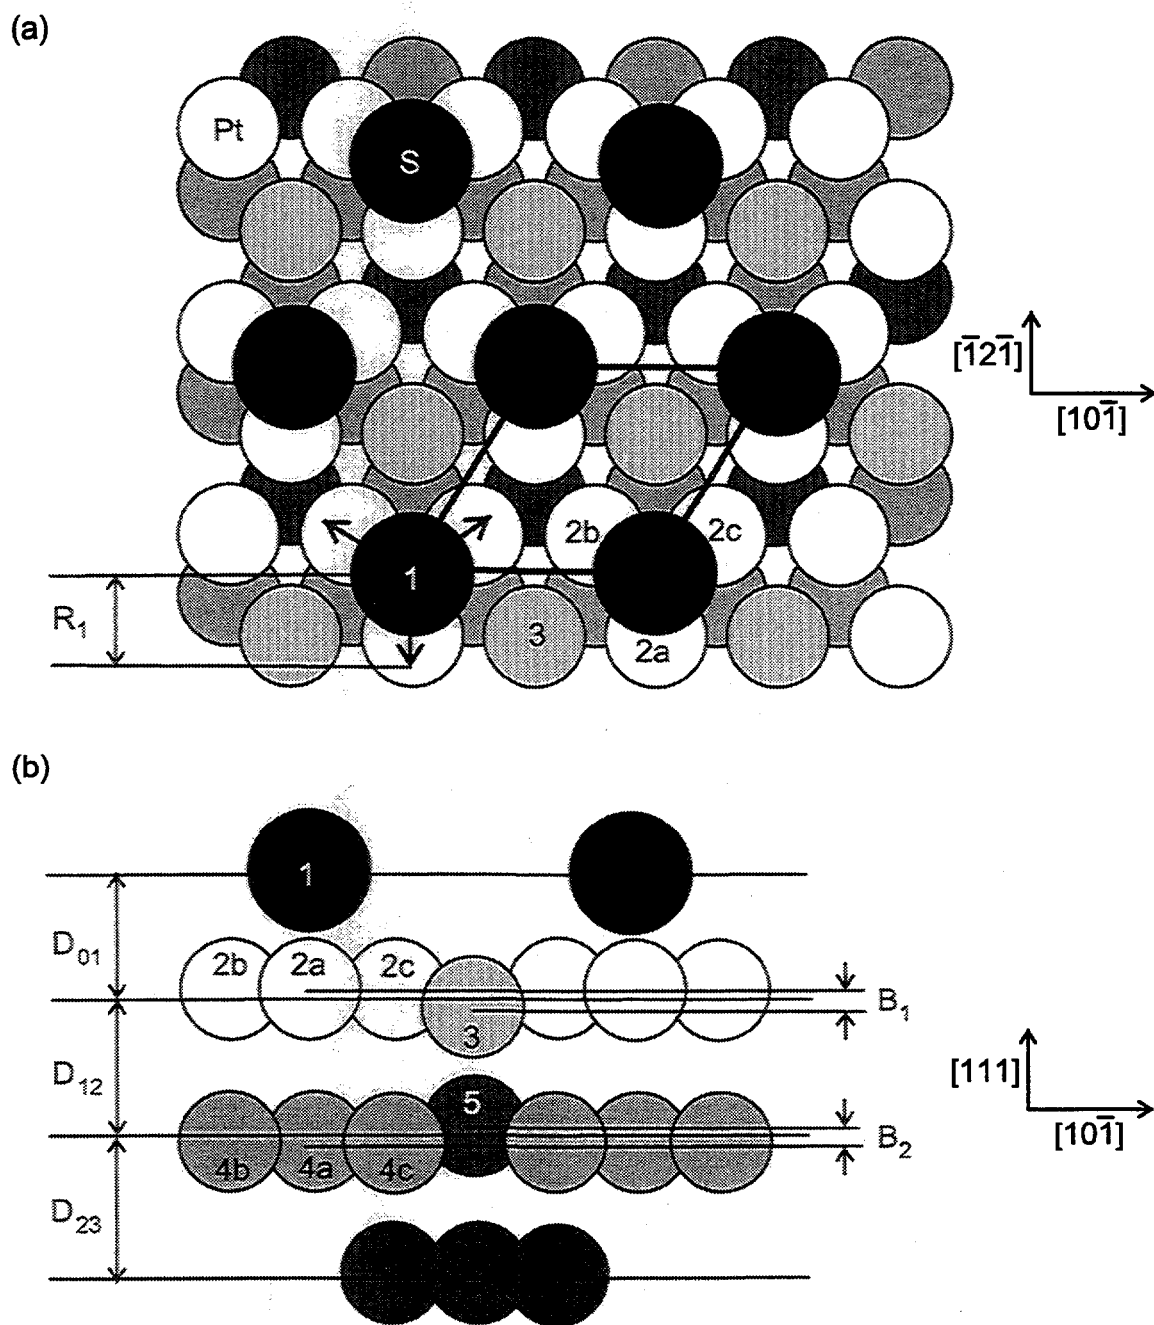 (a)
Pt
S
[1̄21̄]
[101̄]
1
2b
2c
R₁
3
2a
(b)
1
D₀₁
2b
2a
2c
B₁
3
D₁₂
[111]
5
[101̄]
B₂
4b
4a
4c
D₂₃